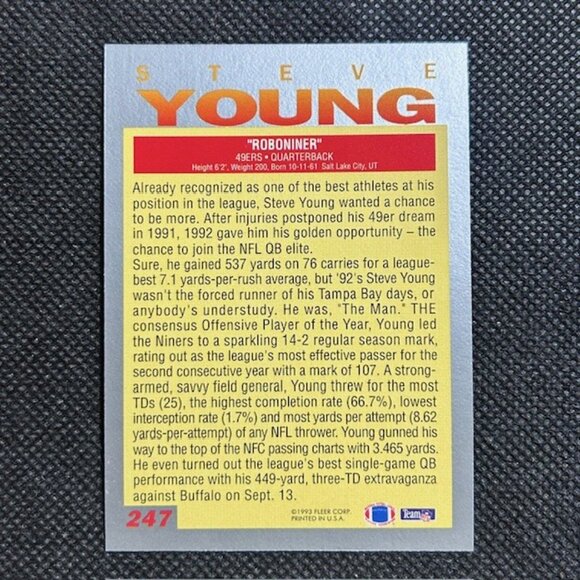 STEVE
YOUNG
"ROBONINER"
49ERS • QUARTERBACK
Height 6'2", Weight 200, Born 10-11-61 Salt Lake City, UT
Already recognized as one of the best athletes at his
position in the league, Steve Young wanted a chance
to be more. After injuries postponed his 49er dream
in 1991, 1992 gave him his golden opportunity – the
chance to join the NFL QB elite.
Sure, he gained 537 yards on 76 carries for a league-
best 7.1 yards-per-rush average, but '92's Steve Young
wasn't the forced runner of his Tampa Bay days, or
anybody's understudy. He was, "The Man." THE
consensus Offensive Player of the Year, Young led
the Niners to a sparkling 14-2 regular season mark,
rating out as the league's most effective passer for the
second consecutive year with a mark of 107. A strong-
armed, savvy field general, Young threw for the most
TDs (25), the highest completion rate (66.7%), lowest
interception rate (1.7%) and most yards per attempt (8.62
yards-per-attempt) of any NFL thrower. Young gunned his
way to the top of the NFC passing charts with 3.465 yards.
He even turned out the league's best single-game QB
performance with his 449-yard, three-TD extravaganza
against Buffalo on Sept. 13.
247
©1993 FLEER CORP.
PRINTED IN U.S.A.
Team NFL